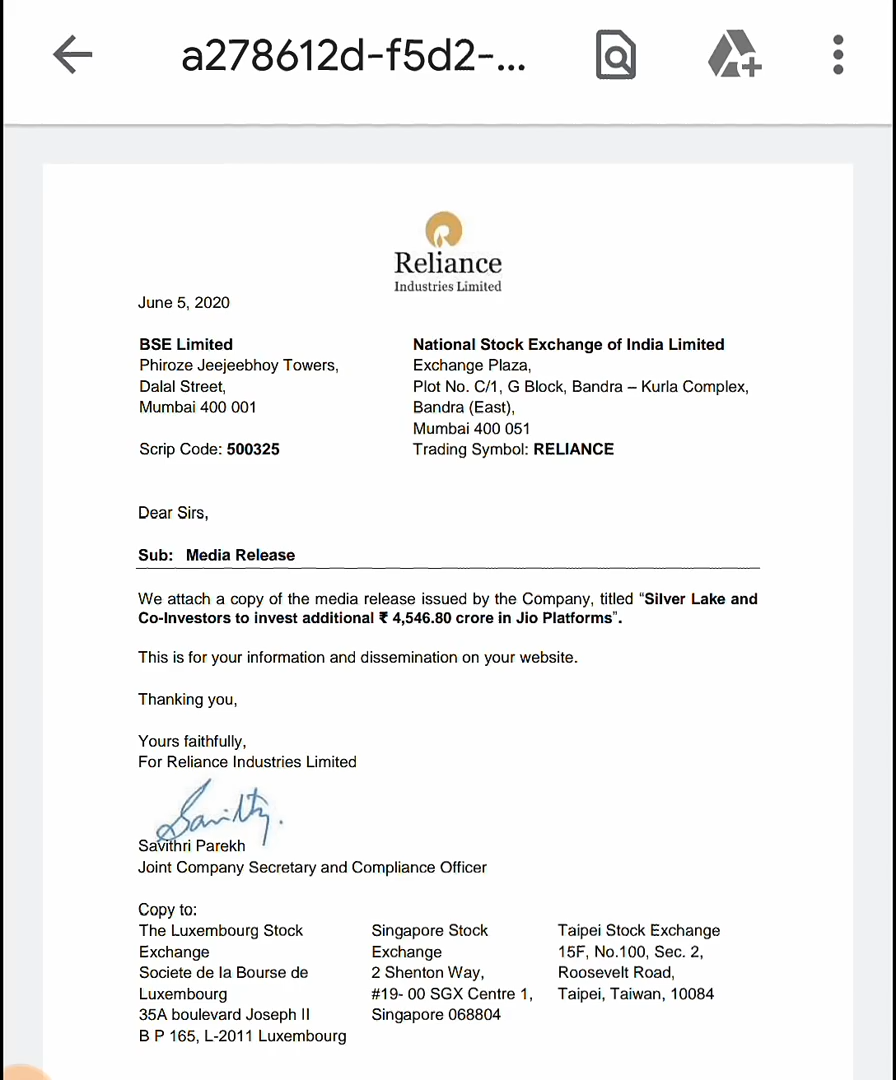 a278612d-f5d2-...
Reliance
Industries Limited
June 5, 2020
BSE Limited
Phiroze Jeejeebhoy Towers,
Dalal Street,
Mumbai 400 001
Scrip Code: 500325
National Stock Exchange of India Limited
Exchange Plaza,
Plot No. C/1, G Block, Bandra – Kurla Complex,
Bandra (East),
Mumbai 400 051
Trading Symbol: RELIANCE
Dear Sirs,
Sub: Media Release
We attach a copy of the media release issued by the Company, titled “Silver Lake and
Co-Investors to invest additional ₹ 4,546.80 crore in Jio Platforms”.
This is for your information and dissemination on your website.
Thanking you,
Yours faithfully,
For Reliance Industries Limited
Savithri Parekh
Joint Company Secretary and Compliance Officer
Copy to:
The Luxembourg Stock
Exchange
Societe de la Bourse de
Luxembourg
35A boulevard Joseph II
B P 165, L-2011 Luxembourg
Singapore Stock
Exchange
2 Shenton Way,
#19- 00 SGX Centre 1,
Singapore 068804
Taipei Stock Exchange
15F, No.100, Sec. 2,
Roosevelt Road,
Taipei, Taiwan, 10084